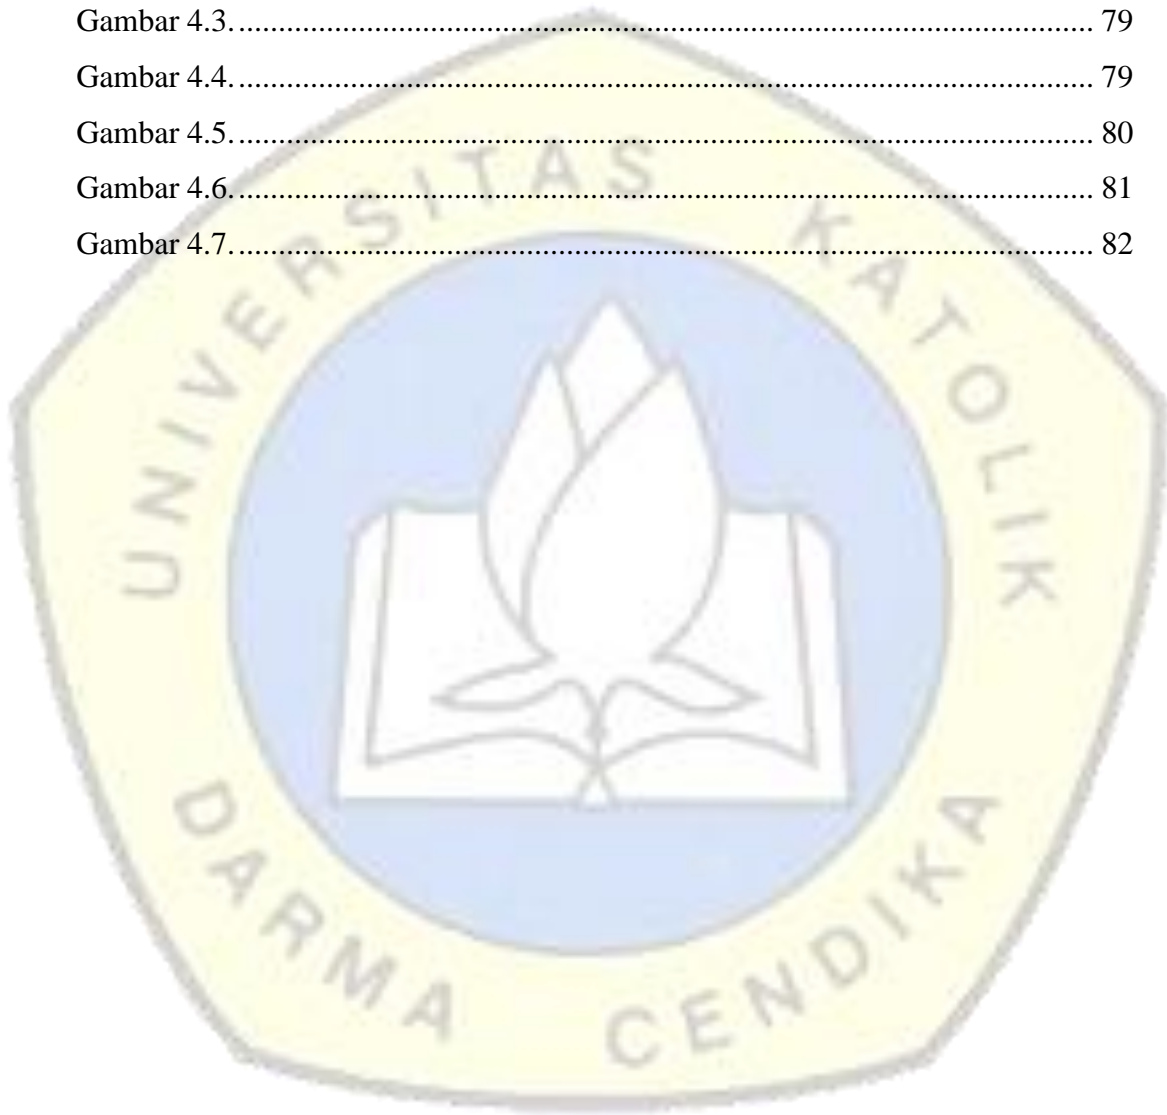 Gambar 4.3. ........................................................................................................... 79
Gambar 4.4. ........................................................................................................... 79
Gambar 4.5. ........................................................................................................... 80
Gambar 4.6. ........................................................................................................... 81
Gambar 4.7. ........................................................................................................... 82
UNIVERSITAS KATOLIK
DARMA CENDIKA